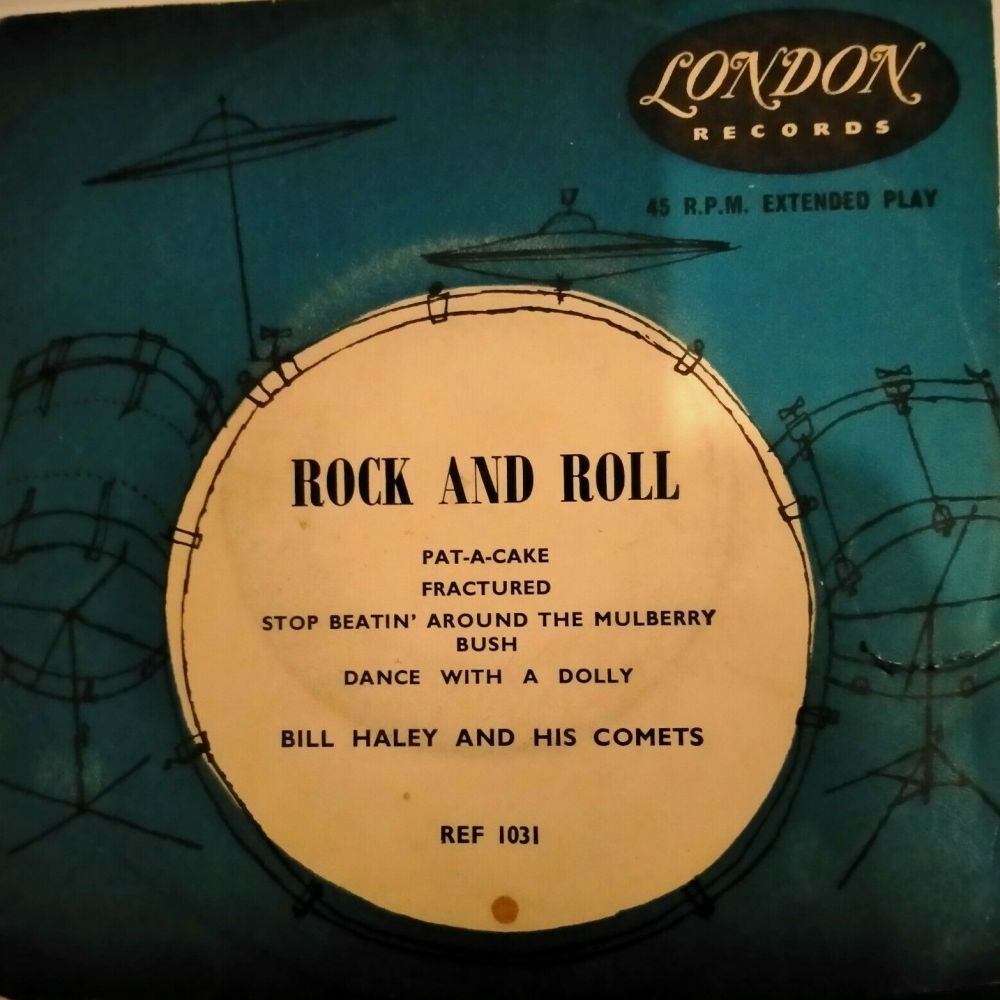 LONDON
RECORDS
45 R.P.M. EXTENDED PLAY
ROCK AND ROLL
PAT-A-CAKE
FRACTURED
STOP BEATIN' AROUND THE MULBERRY
BUSH
DANCE WITH A DOLLY
BILL HALEY AND HIS COMETS
REF 1031